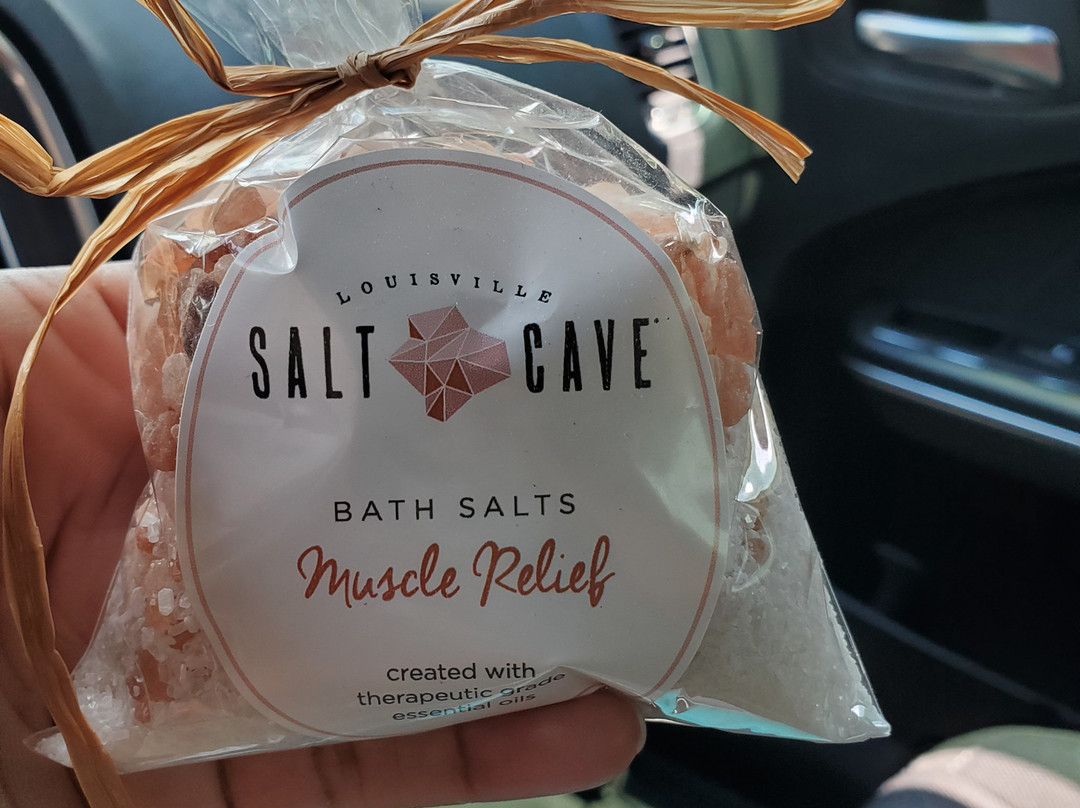 LOUISVILLE
SALT CAVE
BATH SALTS
Muscle Relief
created with
therapeutic grade
essential oils